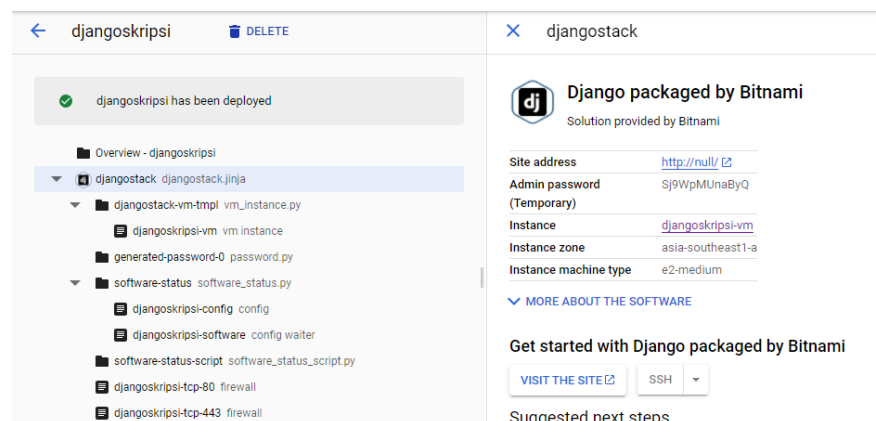 djangoskripsi DELETE
djangoskripsi has been deployed
Overview - djangoskripsi
djangostack djangostack.jinja
djangostack-vm-tmpl vm_instance.py
djangoskripsi-vm vm instance
generated-password-0 password.py
software-status software_status.py
djangoskripsi-config config
djangoskripsi-software config waiter
software-status-script software_status_script.py
djangoskripsi-tcp-80 firewall
djangoskripsi-tcp-443 firewall
djangostack
dj
Django packaged by Bitnami
Solution provided by Bitnami
Site address http://null/
Admin password Sj9WpMUnaByQ
(Temporary)
Instance djangoskripsi-vm
Instance zone asia-southeast1-a
Instance machine type e2-medium
MORE ABOUT THE SOFTWARE
Get started with Django packaged by Bitnami
VISIT THE SITE SSH
Suggested next steps